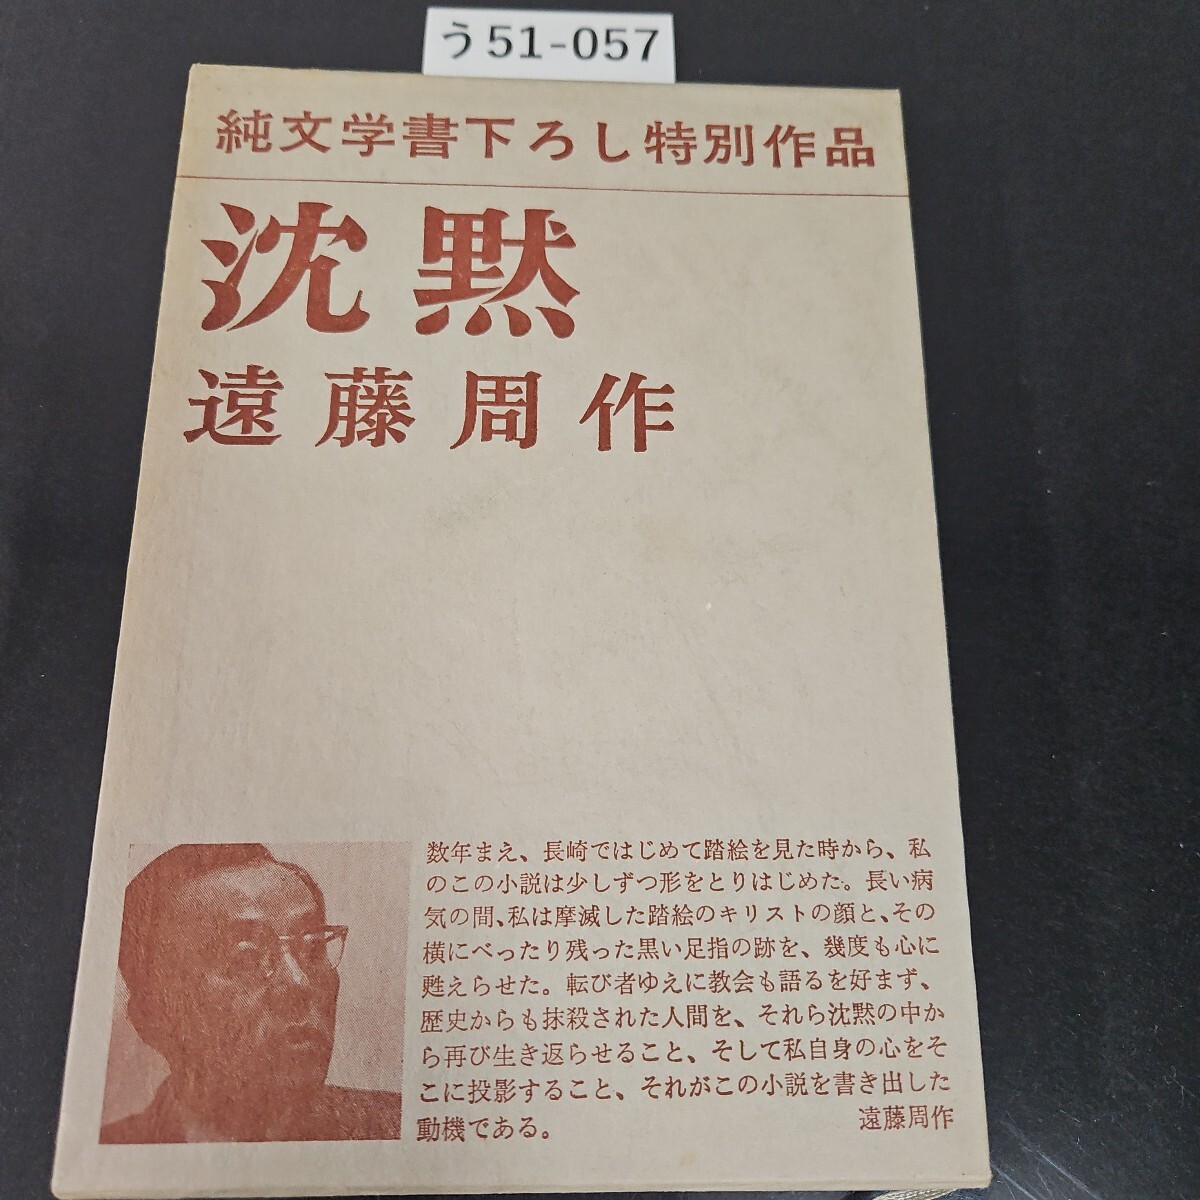 う51-057
純文学書下ろし特別作品
沈黙
遠藤周作
数年まえ、長崎ではじめて踏絵を見た時から、私
のこの小説は少しずつ形をとりはじめた。長い病
気の間、私は摩滅した踏絵のキリストの顔と、その
横にべったり残った黒い足指の跡を、幾度も心に
甦えらせた。転び者ゆえに教会も語るを好まず、
歴史からも抹殺された人間を、それら沈黙の中か
ら再び生き返らせること、そして私自身の心をそ
こに投影すること、それがこの小説を書き出した
動機である。
遠藤周作